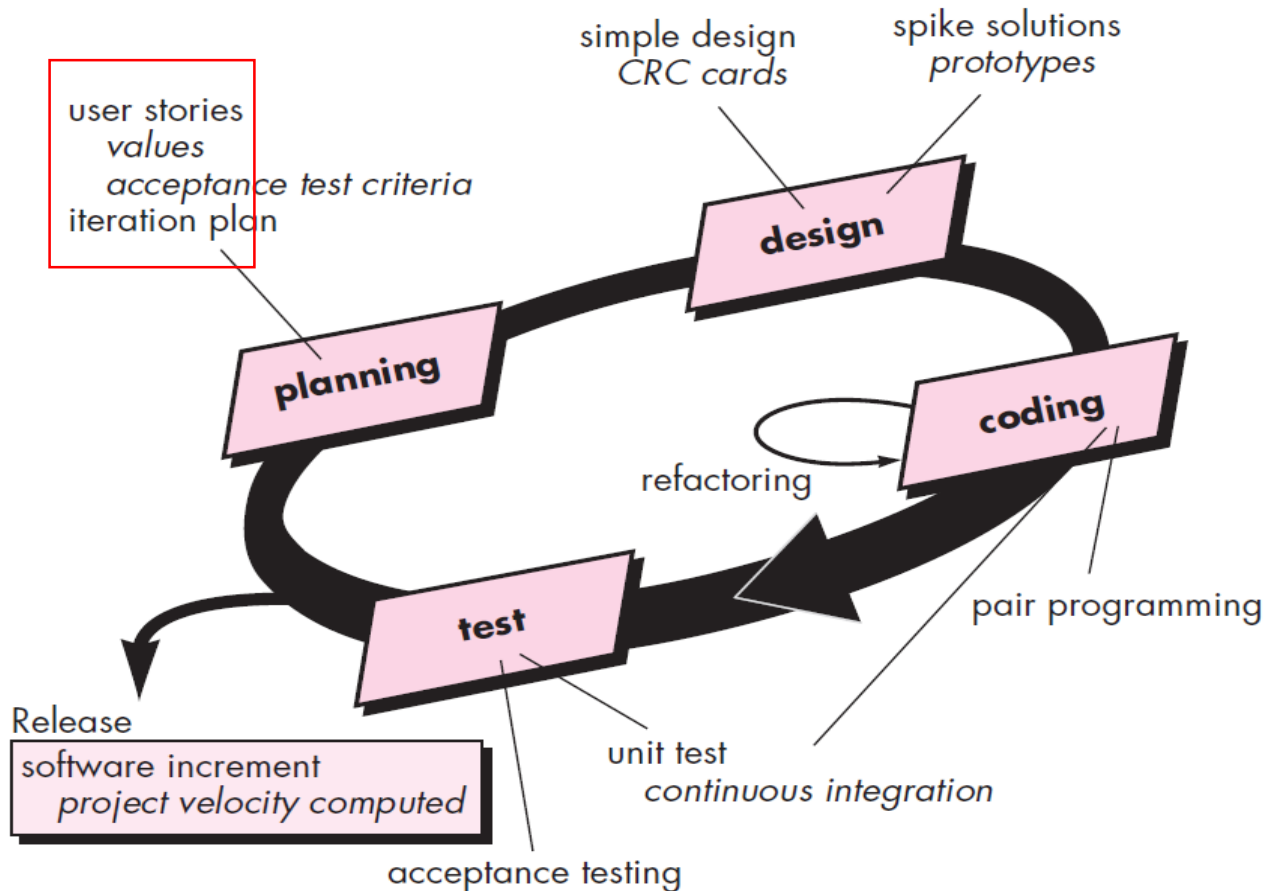 simple design
CRC cards
spike solutions
prototypes
user stories
values
acceptance test criteria
iteration plan
design
planning
coding
refactoring
pair programming
test
Release
software increment
project velocity computed
unit test
continuous integration
acceptance testing